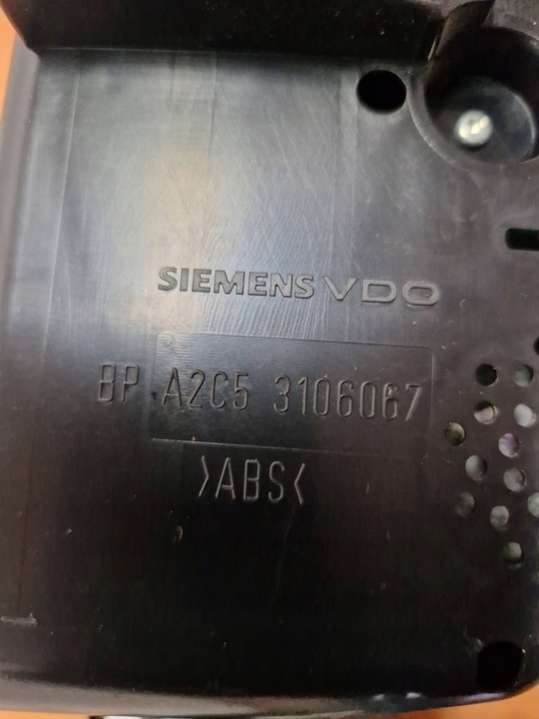 SIEMENS VDO
BP A2C5 3106067
>ABS<